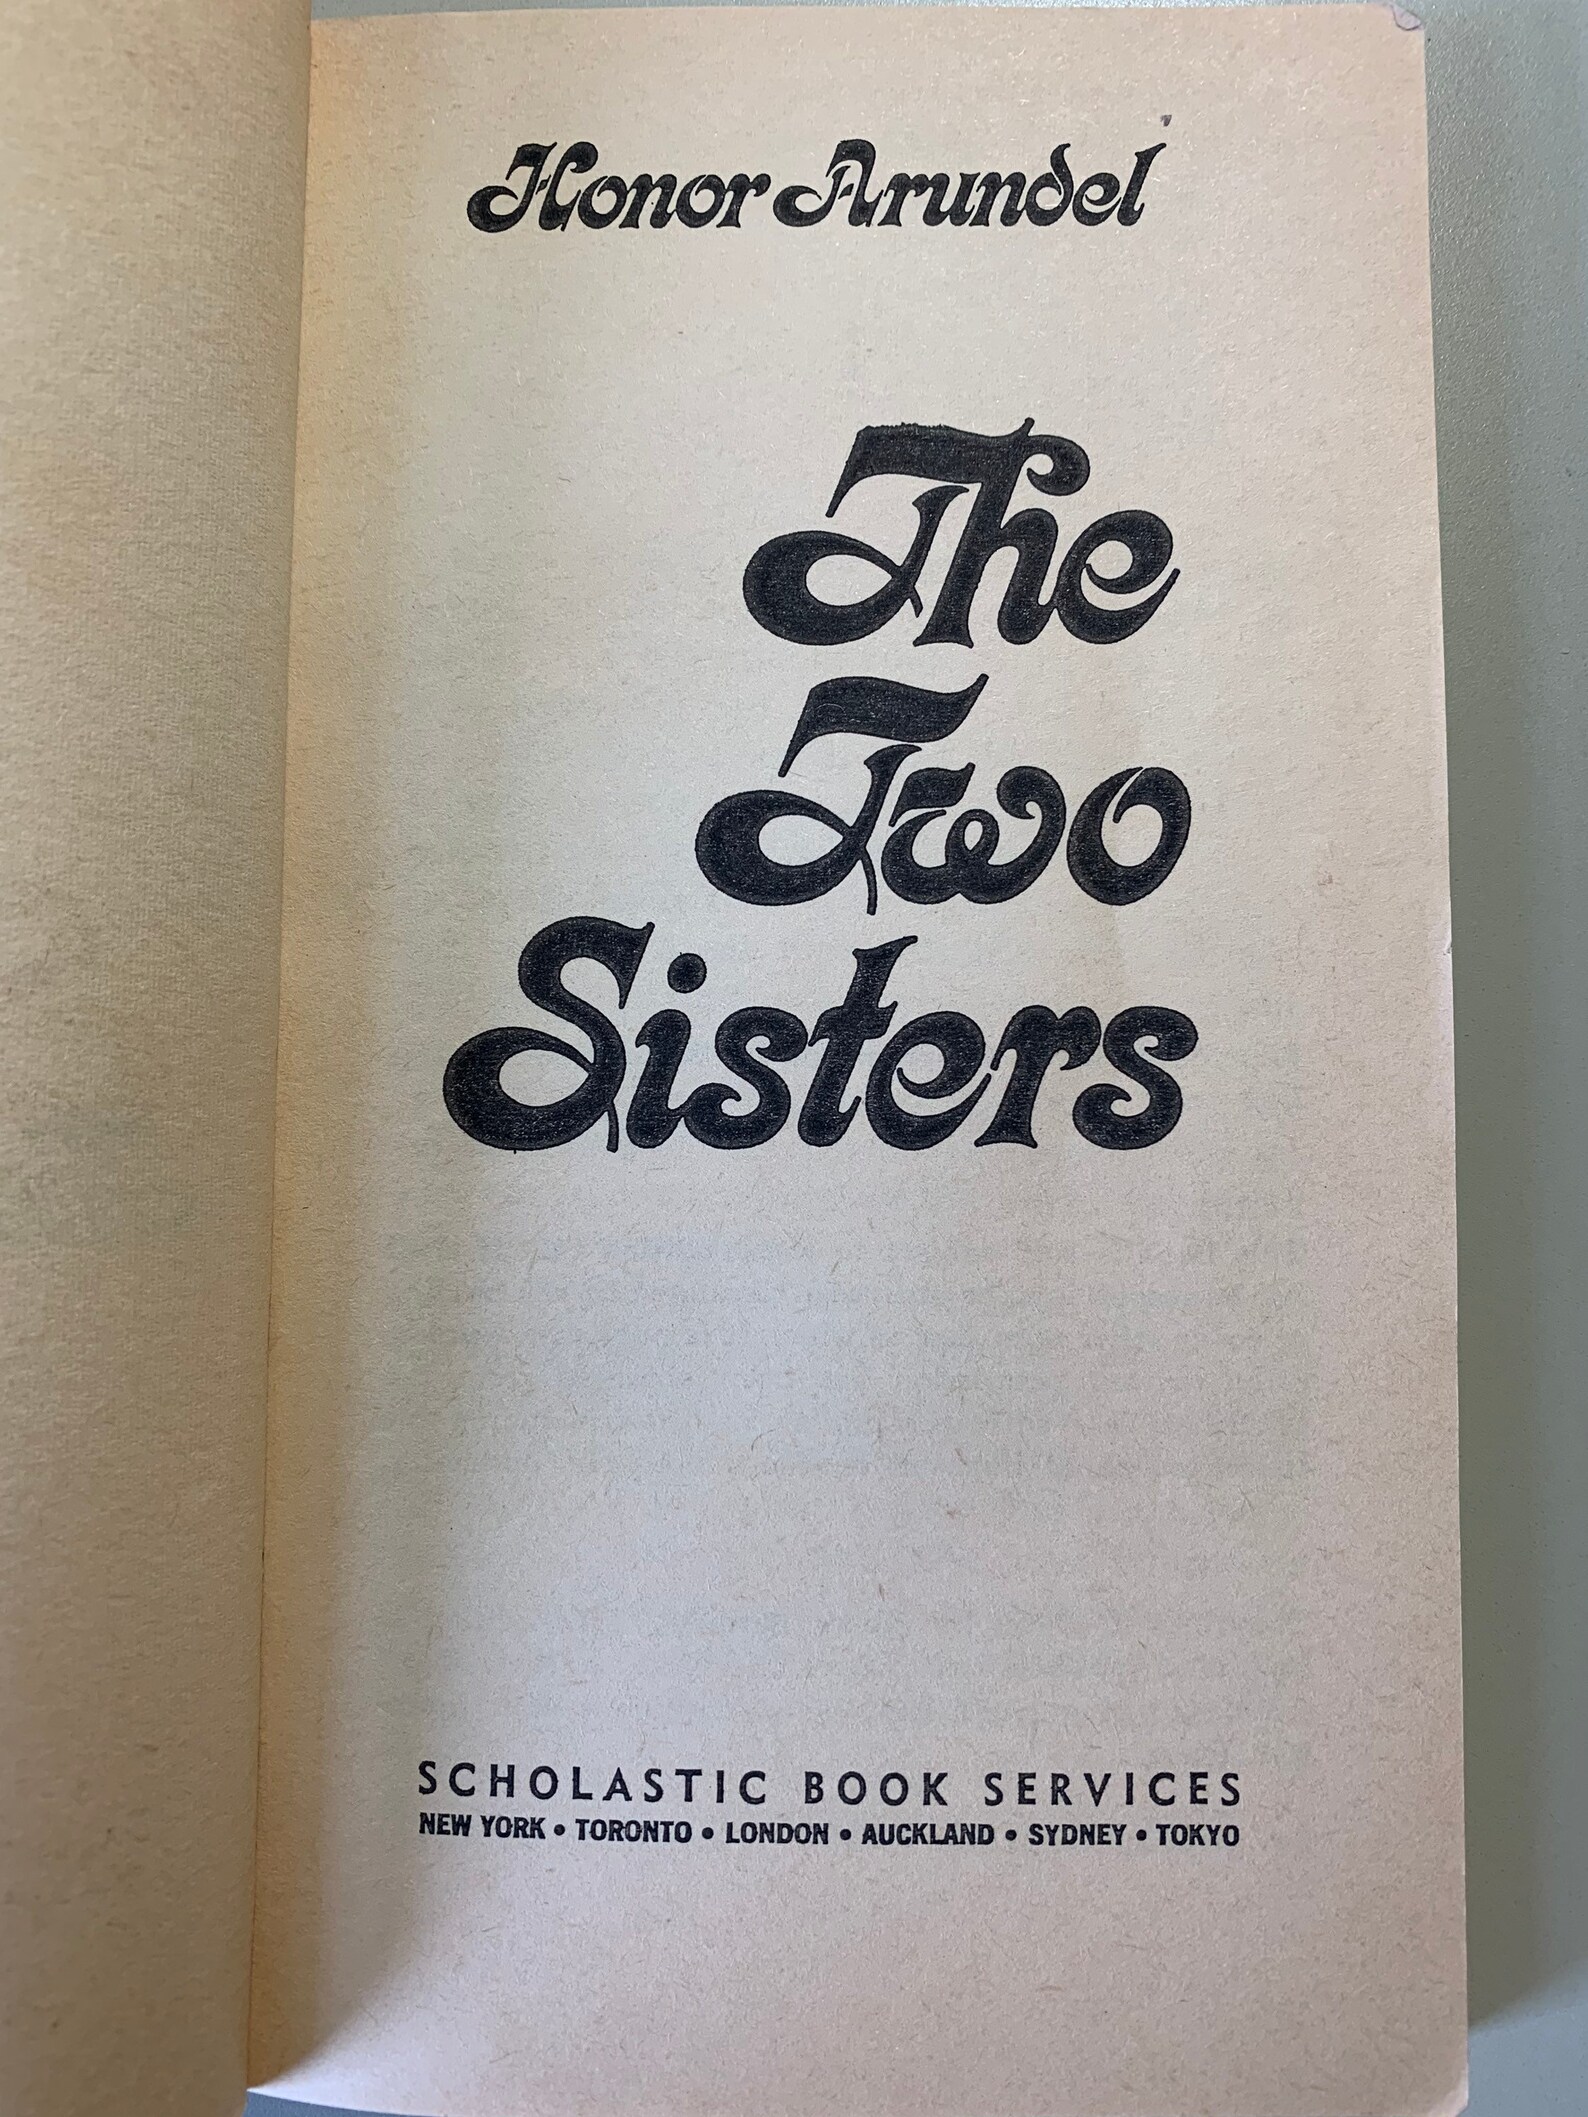 Honor Arundel
The
Two
Sisters
SCHOLASTIC BOOK SERVICES
NEW YORK • TORONTO • LONDON • AUCKLAND • SYDNEY • TOKYO